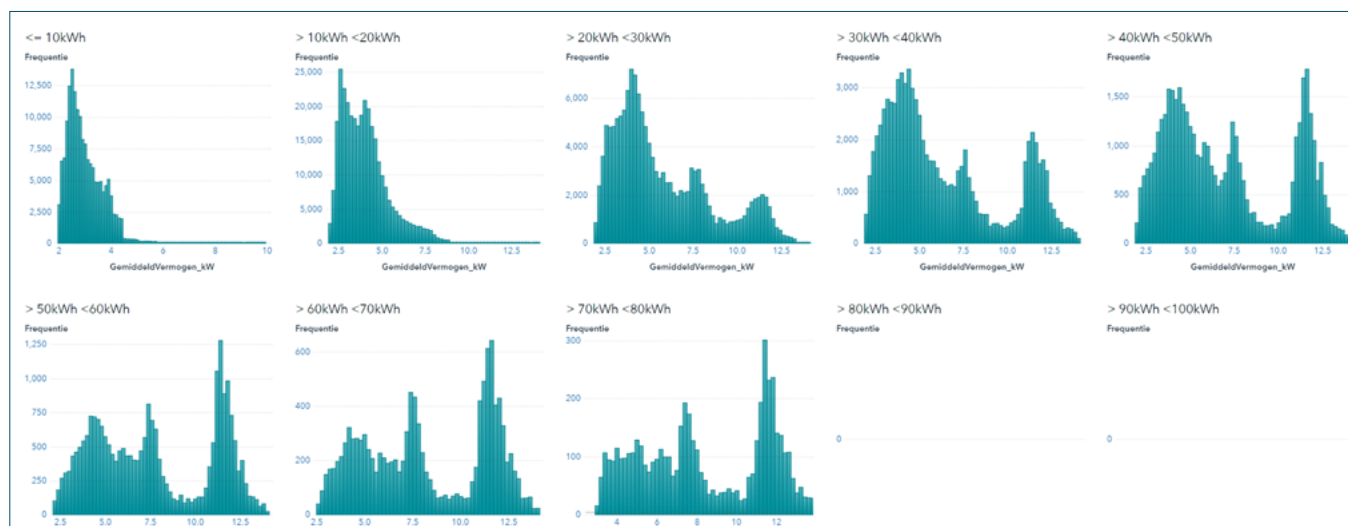 <= 10kWh
Frequentie
12,500
10,000
7,500
5,000
2,500
0
2 4 6 8 10
GemiddeldVermogen_kW
> 10kWh <20kWh
Frequentie
25,000
20,000
15,000
10,000
5,000
0
2.5 5.0 7.5 10.0 12.5
GemiddeldVermogen_kW
> 20kWh <30kWh
Frequentie
6,000
4,000
2,000
0
2.5 5.0 7.5 10.0 12.5
GemiddeldVermogen_kW
> 30kWh <40kWh
Frequentie
3,000
2,000
1,000
0
2.5 5.0 7.5 10.0 12.5
GemiddeldVermogen_kW
> 40kWh <50kWh
Frequentie
1,500
1,000
500
0
2.5 5.0 7.5 10.0 12.5
GemiddeldVermogen_kW
> 50kWh <60kWh
Frequentie
1,250
1,000
750
500
250
0
2.5 5.0 7.5 10.0 12.5
> 60kWh <70kWh
Frequentie
600
400
200
0
2.5 5.0 7.5 10.0 12.5
> 70kWh <80kWh
Frequentie
300
200
100
0
4 6 8 10 12
> 80kWh <90kWh
Frequentie
0
> 90kWh <100kWh
Frequentie
0